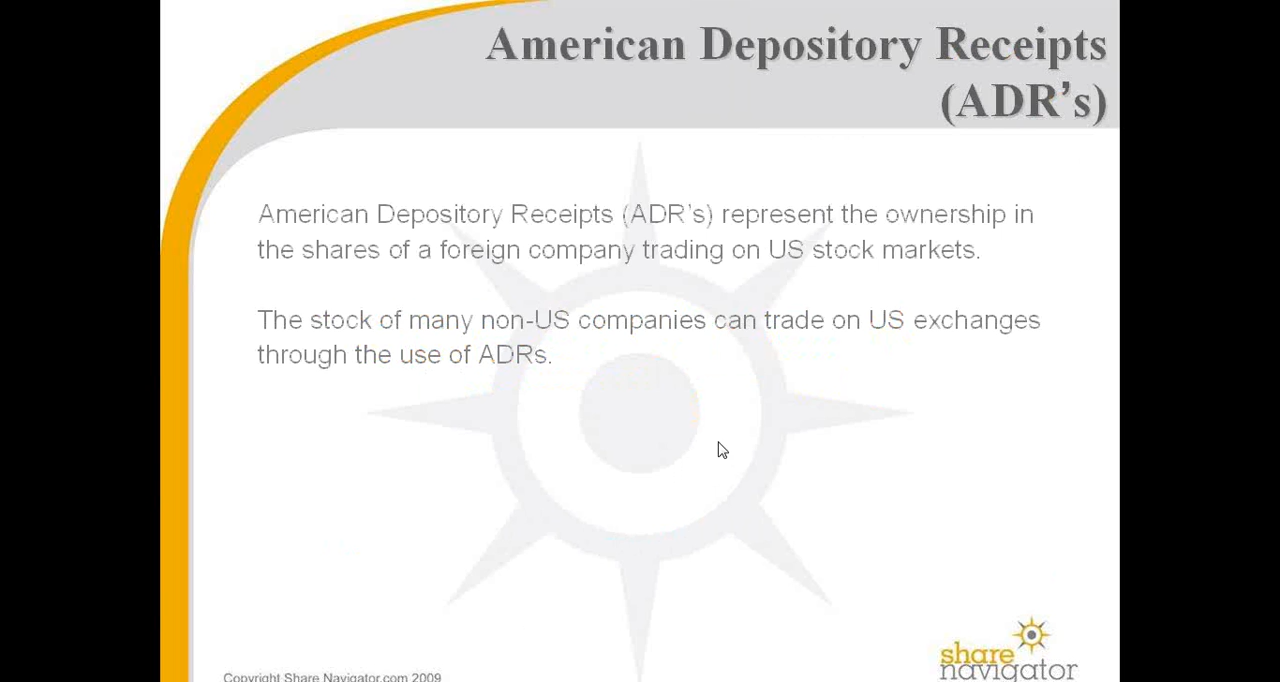 American Depository Receipts
(ADR’s)
American Depository Receipts (ADR's) represent the ownership in
the shares of a foreign company trading on US stock markets.
The stock of many non-US companies can trade on US exchanges
through the use of ADRs.
share
navigator
Copyright Share Navigator.com 2009